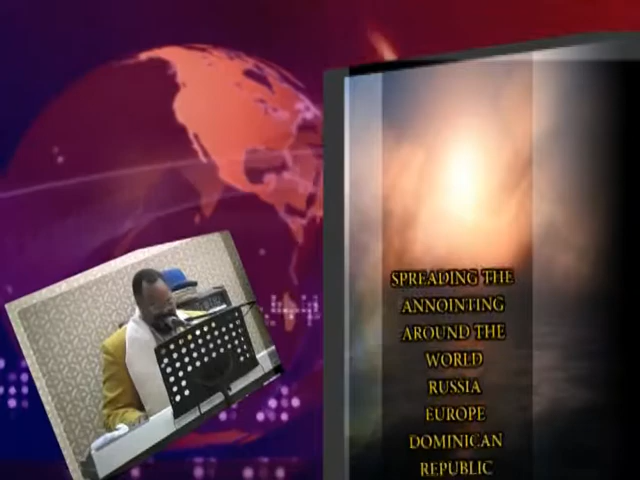 SPREADING THE
ANNOINTING
AROUND THE
WORLD
RUSSIA
EUROPE
DOMINICAN
REPUBLIC